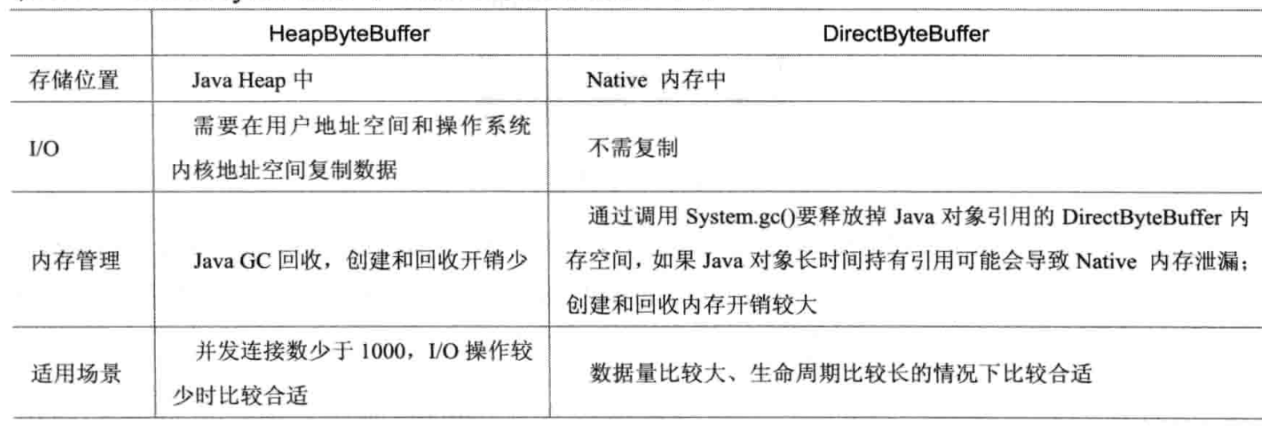 HeapByteBuffer DirectByteBuffer
存储位置 Java Heap 中 Native 内存中
I/O 需要在用户地址空间和操作系统
内核地址空间复制数据
不需复制
内存管理 Java GC 回收，创建和回收开销少
通过调用 System.gc()要释放掉 Java 对象引用的 DirectByteBuffer 内
存空间，如果 Java 对象长时间持有引用可能会导致 Native 内存泄漏；
创建和回收内存开销较大
适用场景 并发连接数少于 1000，I/O 操作较
少时比较合适
数据量比较大、生命周期比较长的情况下比较合适